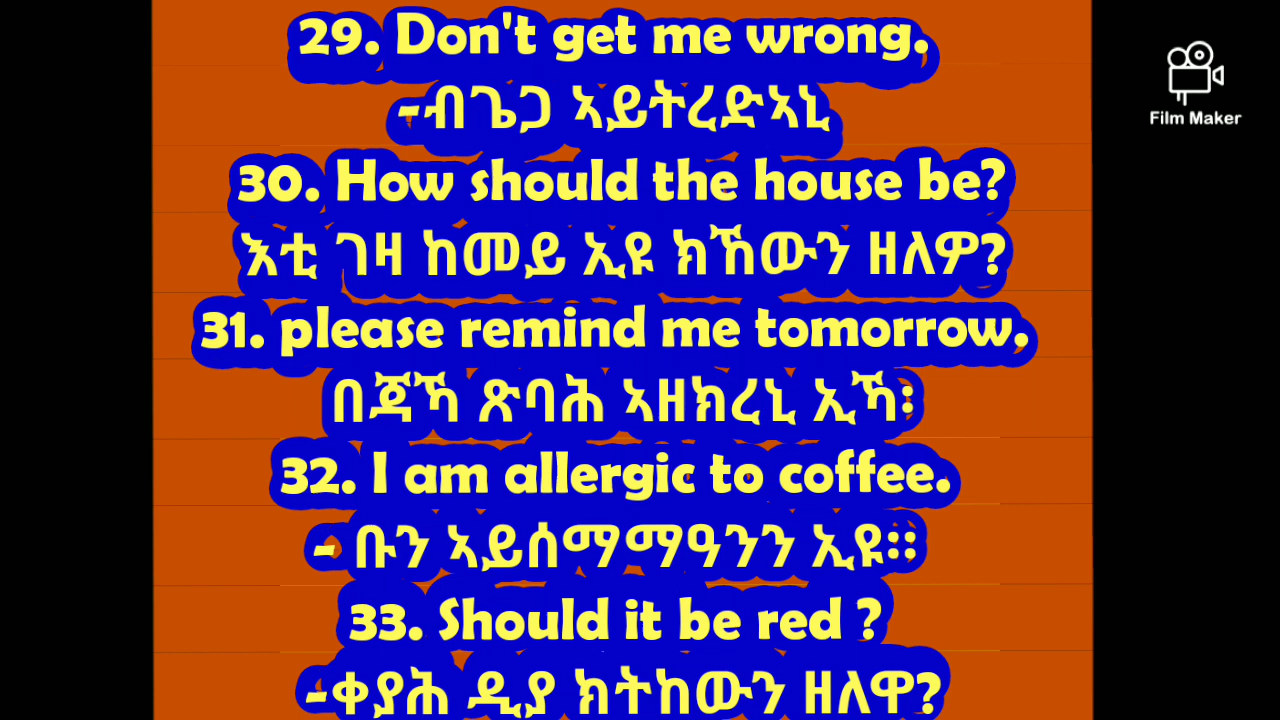 29. Don't get me wrong.
-ብጌጋ ኣይትረድኣኒ
30. How should the house be?
እቲ ገዛ ከመይ ኢዩ ክኸውን ዘለዎ?
31. please remind me tomorrow,
በጃኻ ጽባሕ ኣዘክረኒ ኢኻ፧
32. I am allergic to coffee.
- ቡን ኣይሰማማዓንን ኢዩ።
33. Should it be red ?
-ቀያሕ ዲያ ክትከውን ዘለዋ?
Film Maker